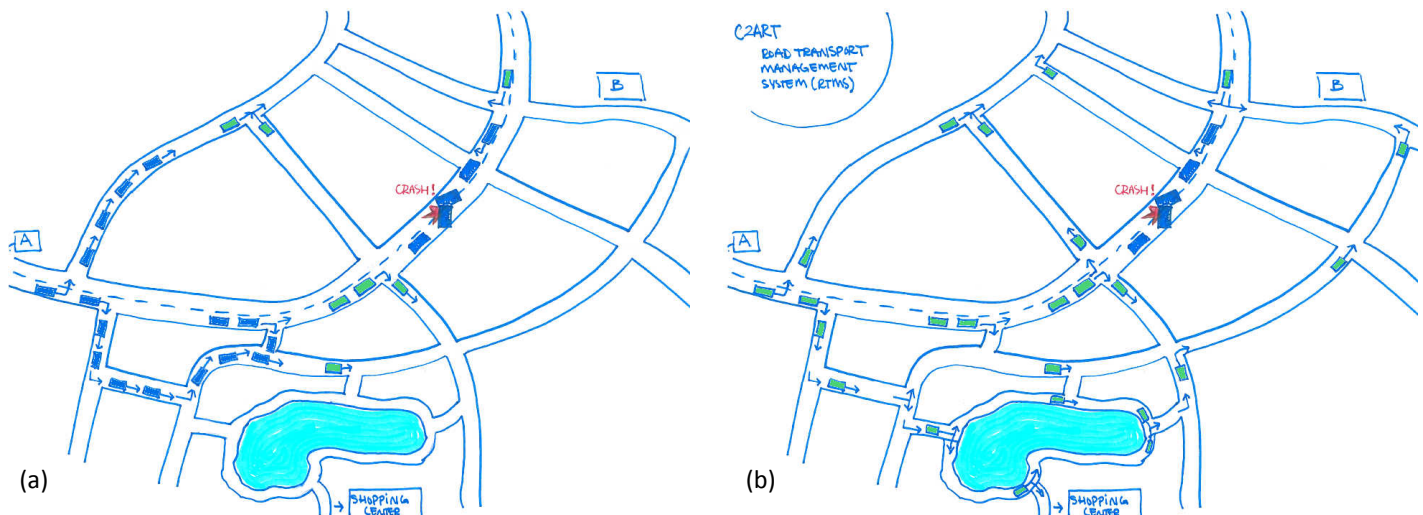 B
CRASH!
A
(a)
SHOPPING
CENTER
C2ART
ROAD TRANSPORT
MANAGEMENT
SYSTEM (RTMS)
B
CRASH!
A
(b)
SHOPPING
CENTER